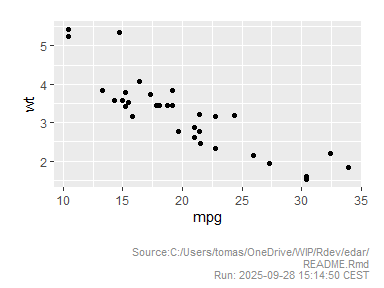 5
4
3
2
wt
10
15
20
25
30
35
mpg
Source:C:/Users/tomas/OneDrive/WIP/Rdev/edar/
README.Rmd
Run: 2025-09-28 15:14:50 CEST